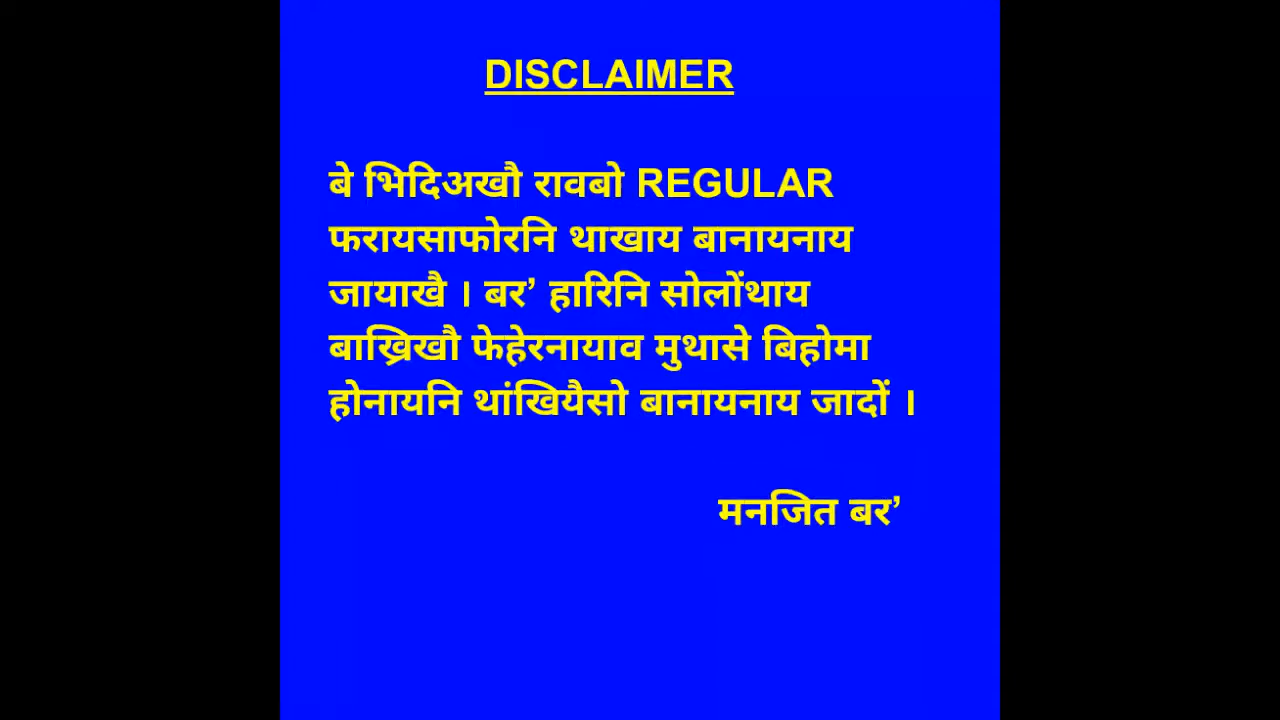 DISCLAIMER
बे भिदिअखौ रावबो REGULAR
फरायसाफोरनि थाखाय बानायनाय
जायाखै । बर’ हारिनि सोलोंथाय
बाख्रिखौ फेहेरनायाव मुथासे बिहोमा
होनायनि थांखियैसो बानायनाय जादों ।
मनजित बर’